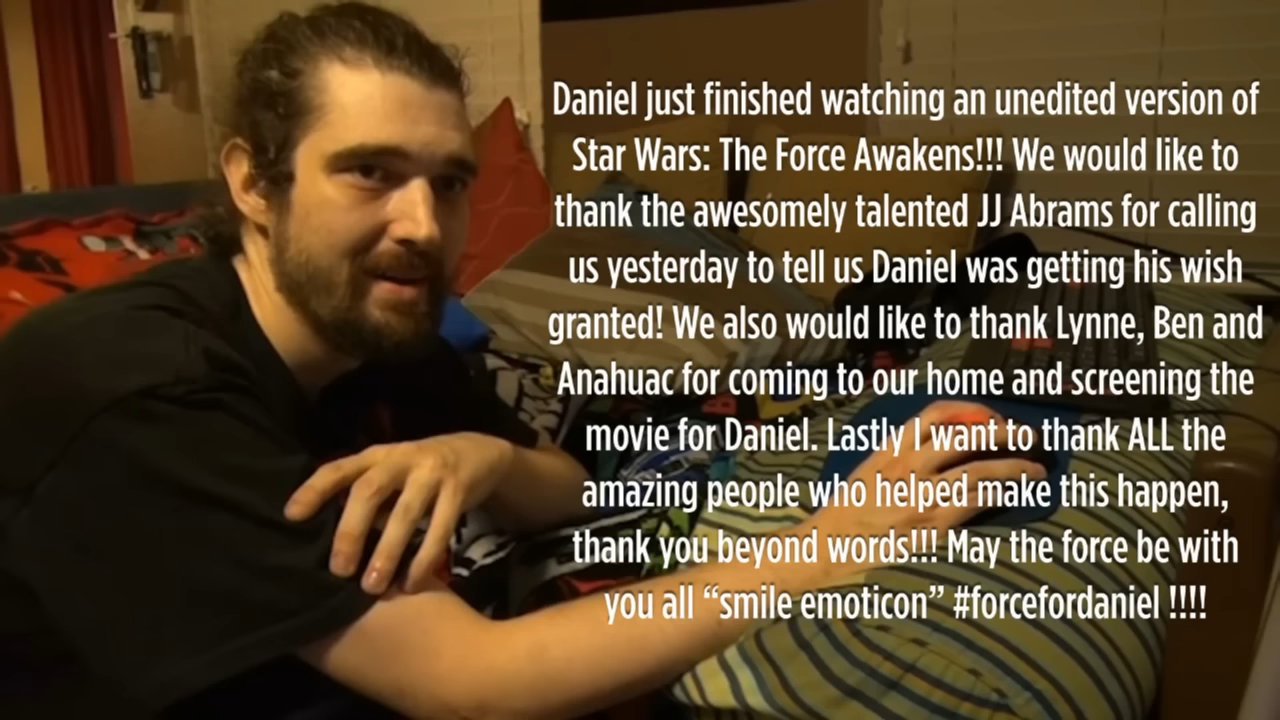 Daniel just finished watching an unedited version of
Star Wars: The Force Awakens!!! We would like to
thank the awesomely talented JJ Abrams for calling
us yesterday to tell us Daniel was getting his wish
granted! We also would like to thank Lynne, Ben and
Anahuac for coming to our home and screening the
movie for Daniel. Lastly I want to thank ALL the
amazing people who helped make this happen,
thank you beyond words!!! May the force be with
you all “smile emoticon” #forcefordaniel !!!!